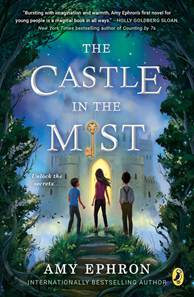 "Bursting with imagination and warmth, Amy Ephron's first novel for
young people is a magical book in all ways." —HOLLY GOLDBERG SLOAN,
New York Times bestselling author of Counting by 7s
THE
CASTLE
IN THE
MIST
Unlock the
secrets...
AMY EPHRON
INTERNATIONALLY BESTSELLING AUTHOR